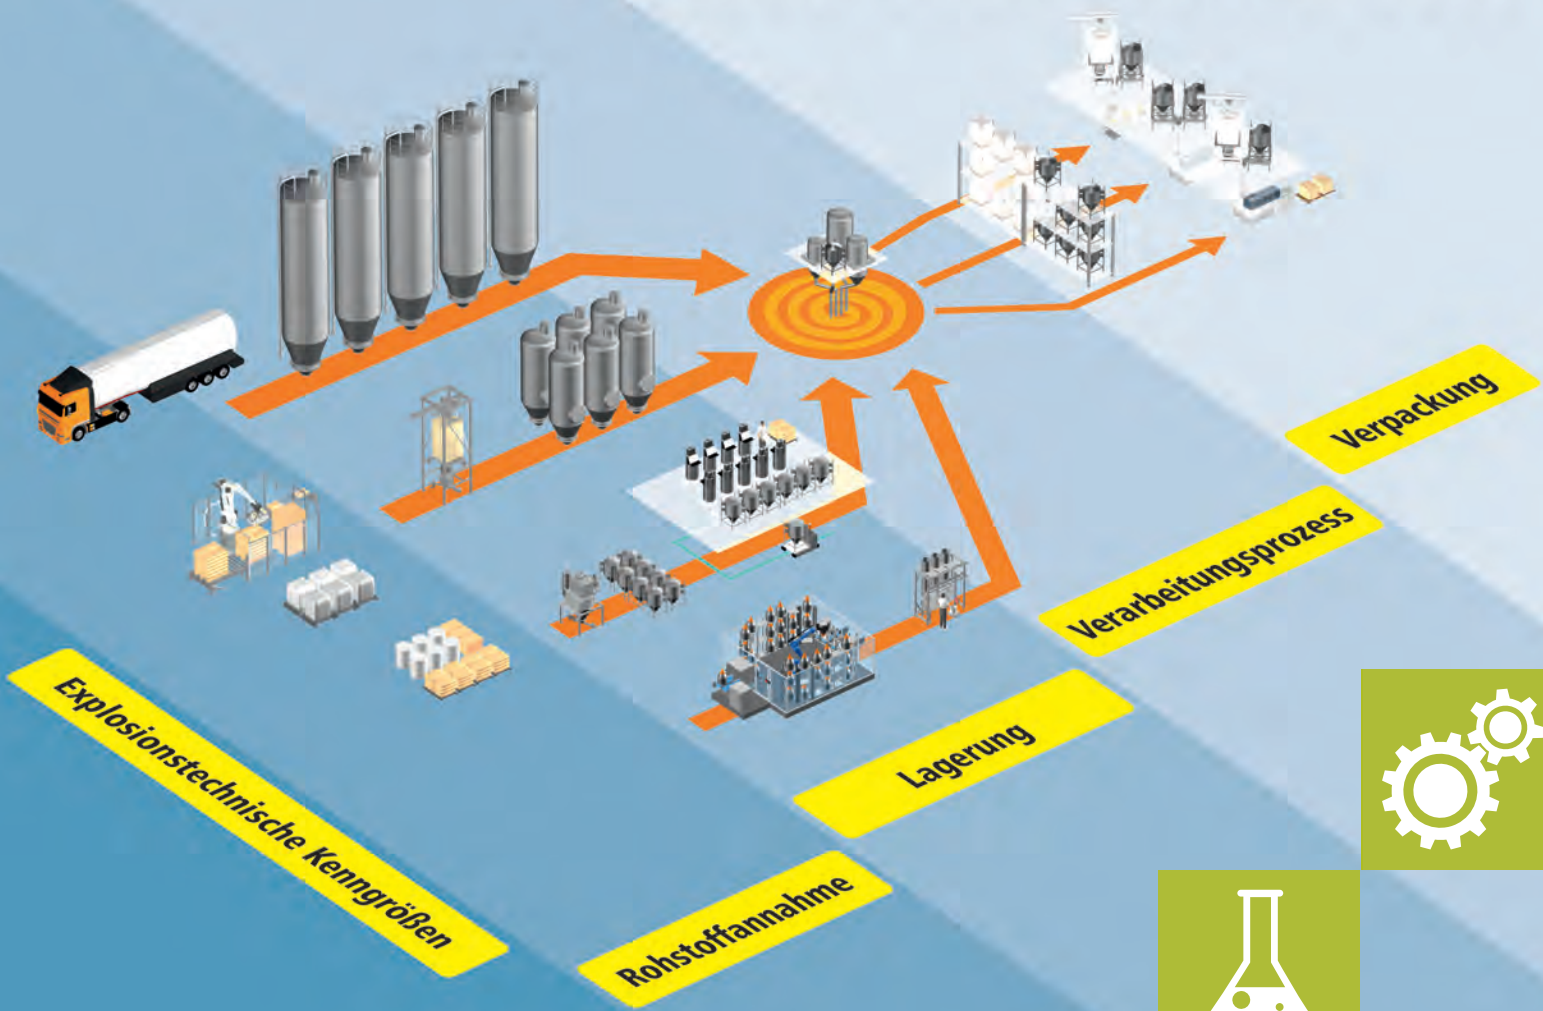 Verpackung
Verarbeitungsprozess
Lagerung
Explosionstechnische Kenngrößen
Rohstoffannahme